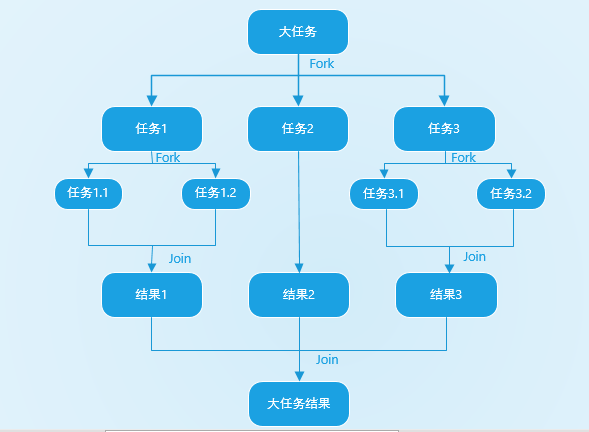 大任务
Fork
任务1
任务2
任务3
Fork
Fork
任务1.1
任务1.2
任务3.1
任务3.2
Join
Join
结果1
结果2
结果3
Join
大任务结果